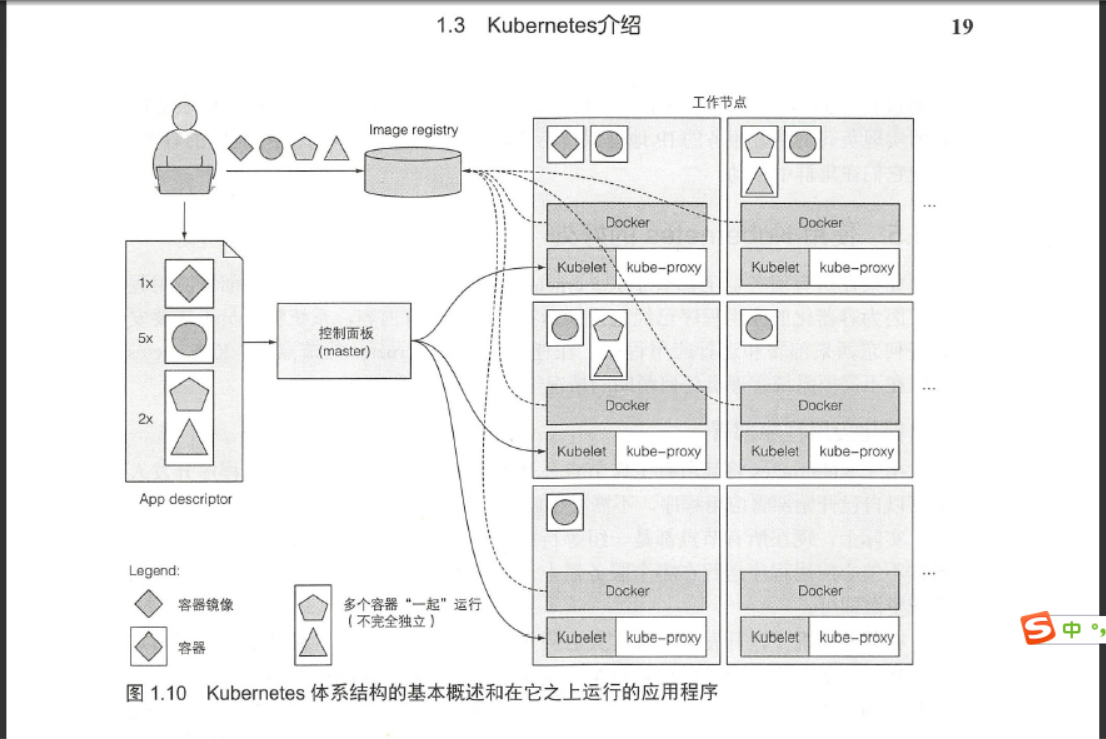 1.3 Kubernetes介绍
19
工作节点
Image registry
Docker
Docker
...
Kubelet
kube-proxy
Kubelet
kube-proxy
1x
5x
2x
控制面板
(master)
Docker
Docker
...
Kubelet
kube-proxy
Kubelet
kube-proxy
App descriptor
Docker
Docker
...
Kubelet
kube-proxy
Kubelet
kube-proxy
Legend:
容器镜像
容器
多个容器“一起”运行
(不完全独立)
图 1.10 Kubernetes 体系结构的基本概述和在它之上运行的应用程序
S 中 °,